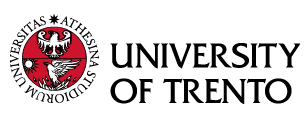 ATHESINA STUDIORUM UNIVERSITAS
UNIVERSITY
OF TRENTO